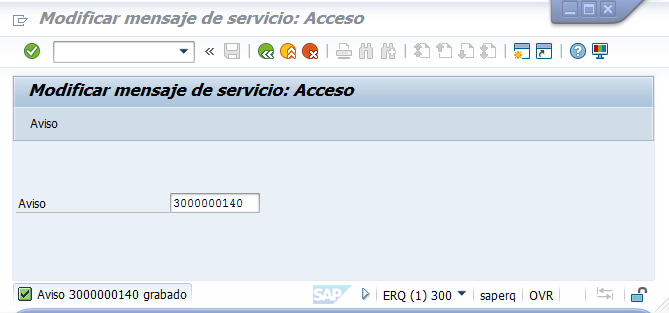 Modificar mensaje de servicio: Acceso
Modificar mensaje de servicio: Acceso
Aviso
Aviso 3000000140
Aviso 3000000140 grabado SAP ERQ (1) 300 saperq OVR